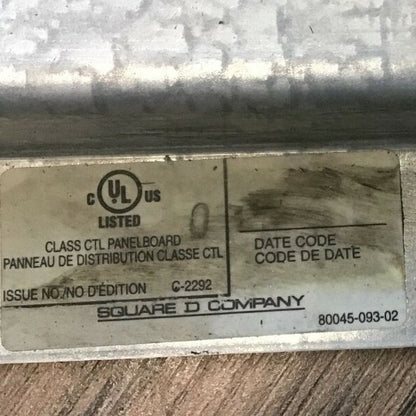 C UL US
LISTED
CLASS CTL PANELBOARD
PANNEAU DE DISTRIBUTION CLASSE CTL
ISSUE NO./NO D'ÉDITION C-2292
0
DATE CODE
CODE DE DATE
SQUARE D COMPANY
80045-093-02